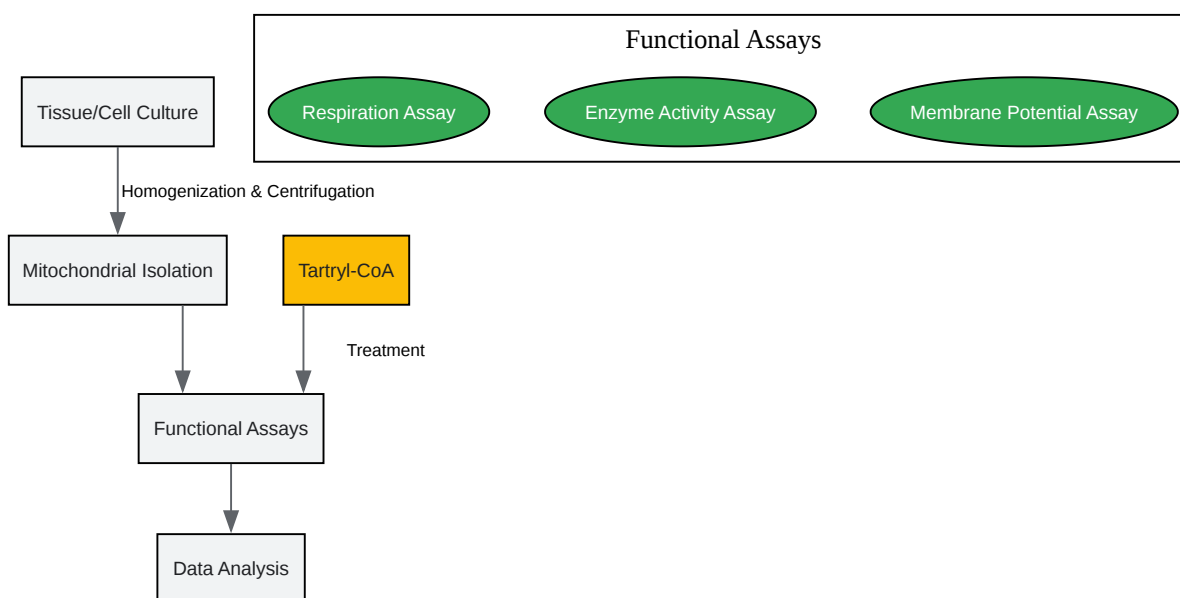 Functional Assays
Tissue/Cell Culture
Respiration Assay
Enzyme Activity Assay
Membrane Potential Assay
Homogenization & Centrifugation
Mitochondrial Isolation
Tartryl-CoA
Treatment
Functional Assays
Data Analysis